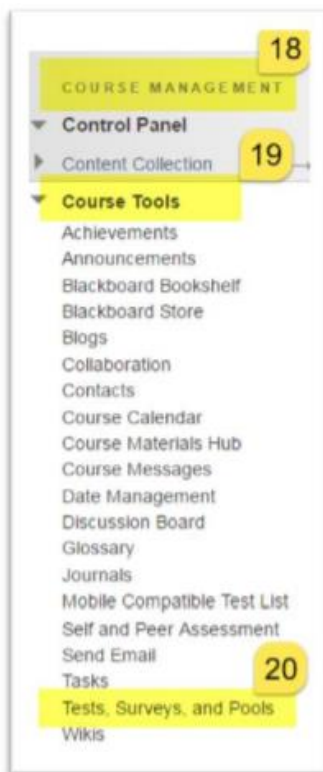 18
COURSE MANAGEMENT
Control Panel
Content Collection
19
Course Tools
Achievements
Announcements
Blackboard Bookshelf
Blackboard Store
Blogs
Collaboration
Contacts
Course Calendar
Course Materials Hub
Course Messages
Date Management
Discussion Board
Glossary
Journals
Mobile Compatible Test List
Self and Peer Assessment
Send Email
20
Tasks
Tests, Surveys, and Pools
Wikis